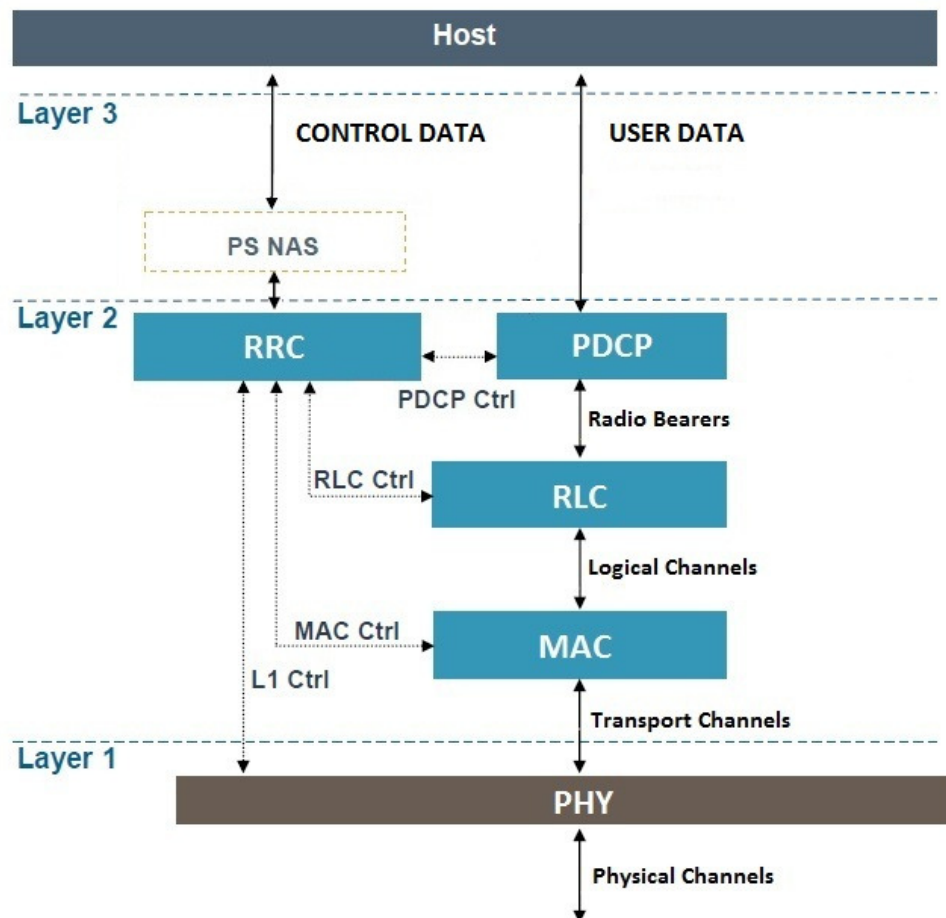 Host
Layer 3
CONTROL DATA
USER DATA
PS NAS
Layer 2
RRC
PDCP
PDCP Ctrl
Radio Bearers
RLC Ctrl
RLC
Logical Channels
MAC Ctrl
MAC
L1 Ctrl
Transport Channels
Layer 1
PHY
Physical Channels